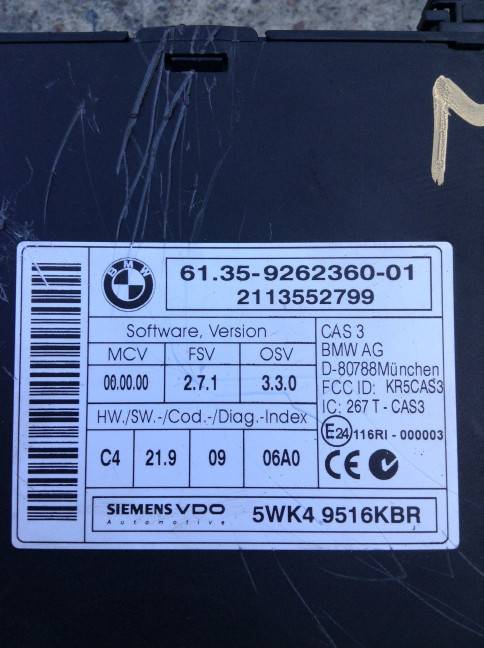 BMW
61.35-9262360-01
2113552799
Software, Version
MCV FSV OSV
06.00.00 2.7.1 3.3.0
HW./SW.-/Cod.-/Diag.-Index
C4 21.9 09 06A0
CAS 3
BMW AG
D-80788München
FCC ID: KR5CAS3
IC: 267 T - CAS3
E24 116RI - 000003
CE
SIEMENS VDO
Automotive
5WK4 9516KBR